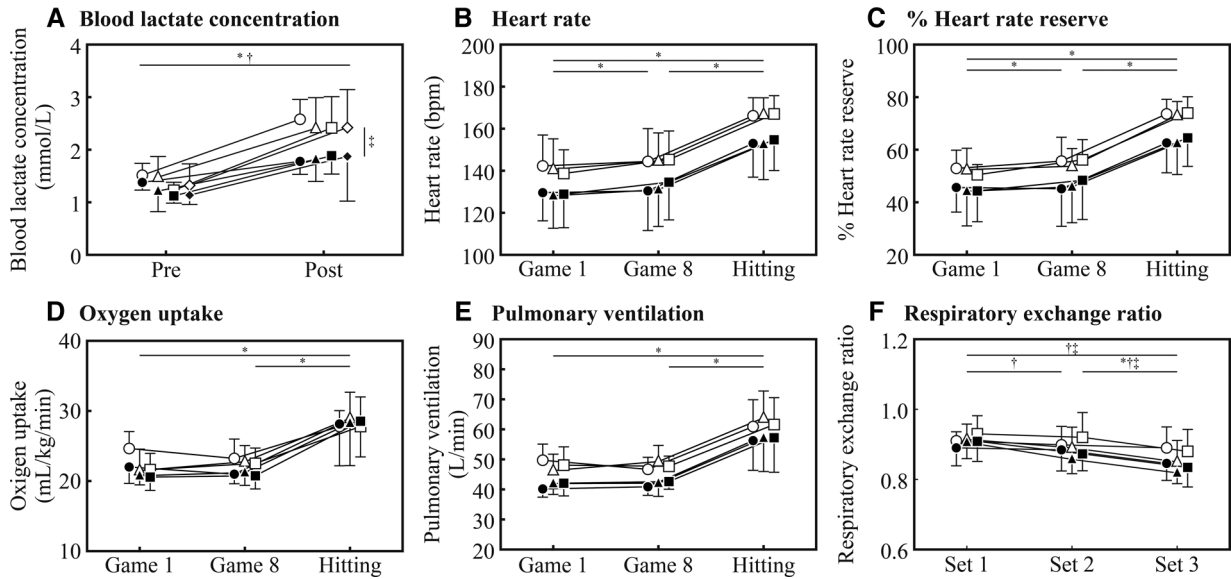 A Blood lactate concentration
Blood lactate concentration
(mmol/L)
4
3
2
1
0
* †
‡
Pre Post
B Heart rate
Heart rate (bpm)
200
180
160
140
120
100
*
* *
Game 1 Game 8 Hitting
C % Heart rate reserve
% Heart rate reserve
100
80
60
40
20
*
* *
Game 1 Game 8 Hitting
D Oxygen uptake
Oxigen uptake
(mL/kg/min)
40
30
20
10
*
*
Game 1 Game 8 Hitting
E Pulmonary ventilation
Pulmonary ventilation
(L/min)
90
80
70
60
50
40
30
20
*
*
Game 1 Game 8 Hitting
F Respiratory exchange ratio
Respiratory exchange ratio
1.2
1.0
0.8
0.6
†‡
† *†‡
Set 1 Set 2 Set 3